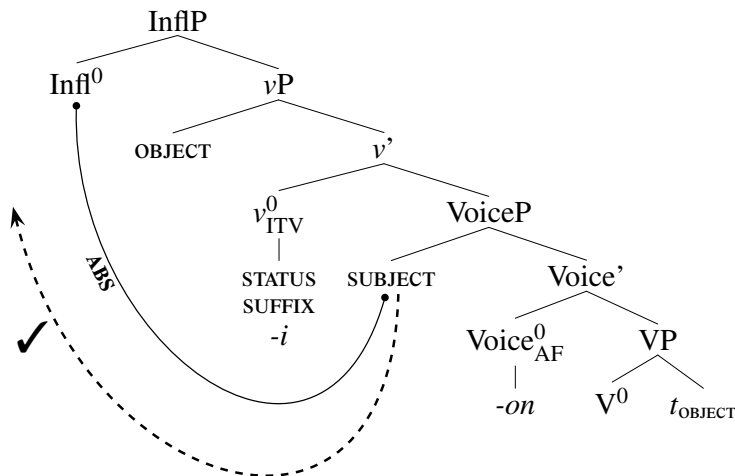 InflP
Infl⁰ vP
OBJECT v’
v⁰ITV VoiceP
ABS STATUS SUFFIX SUBJECT Voice’
-i Voice⁰AF VP
-on V⁰ tOBJECT